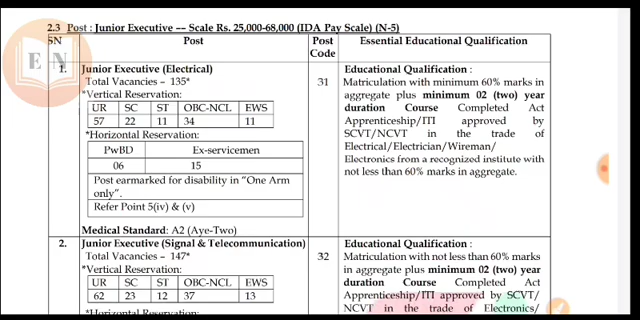 2.3 Post : Junior Executive –– Scale Rs. 25,000-68,000 (IDA Pay Scale) (N-5)
SN Post Post Code Essential Educational Qualification
EN
1. Junior Executive (Electrical)
Total Vacancies – 135*
*Vertical Reservation:
UR SC ST OBC-NCL EWS
57 22 11 34 11
*Horizontal Reservation:
PwBD Ex-servicemen
06 15
Post earmarked for disability in "One Arm
only".
Refer Point 5(iv) & (v)
Medical Standard: A2 (Aye-Two)
31
Educational Qualification :
Matriculation with minimum 60% marks in
aggregate plus minimum 02 (two) year
duration Course Completed Act
Apprenticeship/ITI approved by
SCVT/NCVT in the trade of
Electrical/Electrician/Wireman/
Electronics from a recognized institute with
not less than 60% marks in aggregate.
2. Junior Executive (Signal & Telecommunication)
Total Vacancies – 147*
*Vertical Reservation:
UR SC ST OBC-NCL EWS
62 23 12 37 13
*Horizontal Reservation:
32
Educational Qualification :
Matriculation with not less than 60% marks
in aggregate plus minimum 02 (two) year
duration Course Completed Act
Apprenticeship/ITI approved by SCVT/
NCVT in the trade of Electronics/